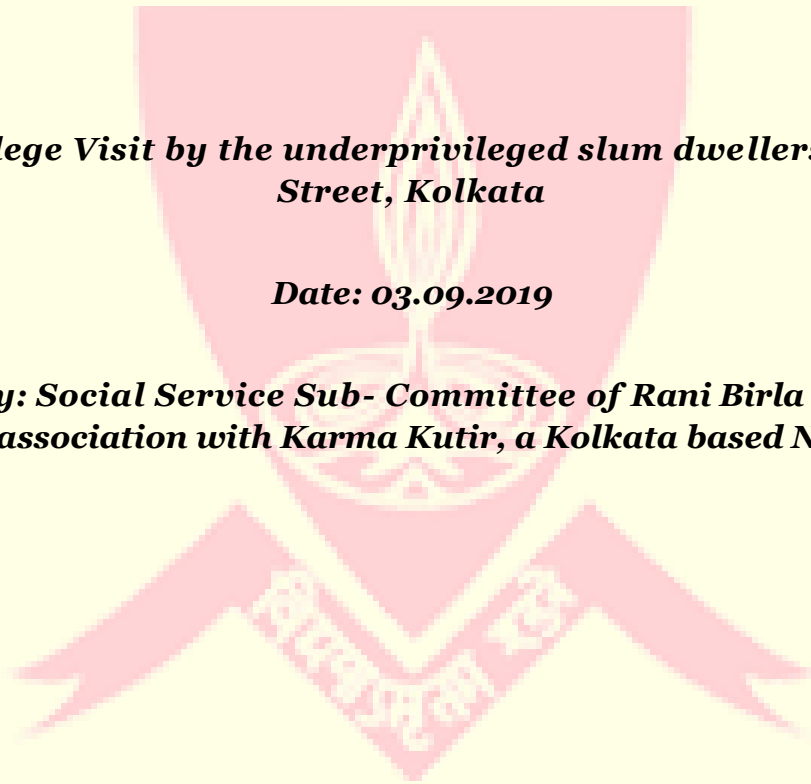 lege Visit by the underprivileged slum dwellers
Street, Kolkata
Date: 03.09.2019
y: Social Service Sub- Committee of Rani Birla
association with Karma Kutir, a Kolkata based N